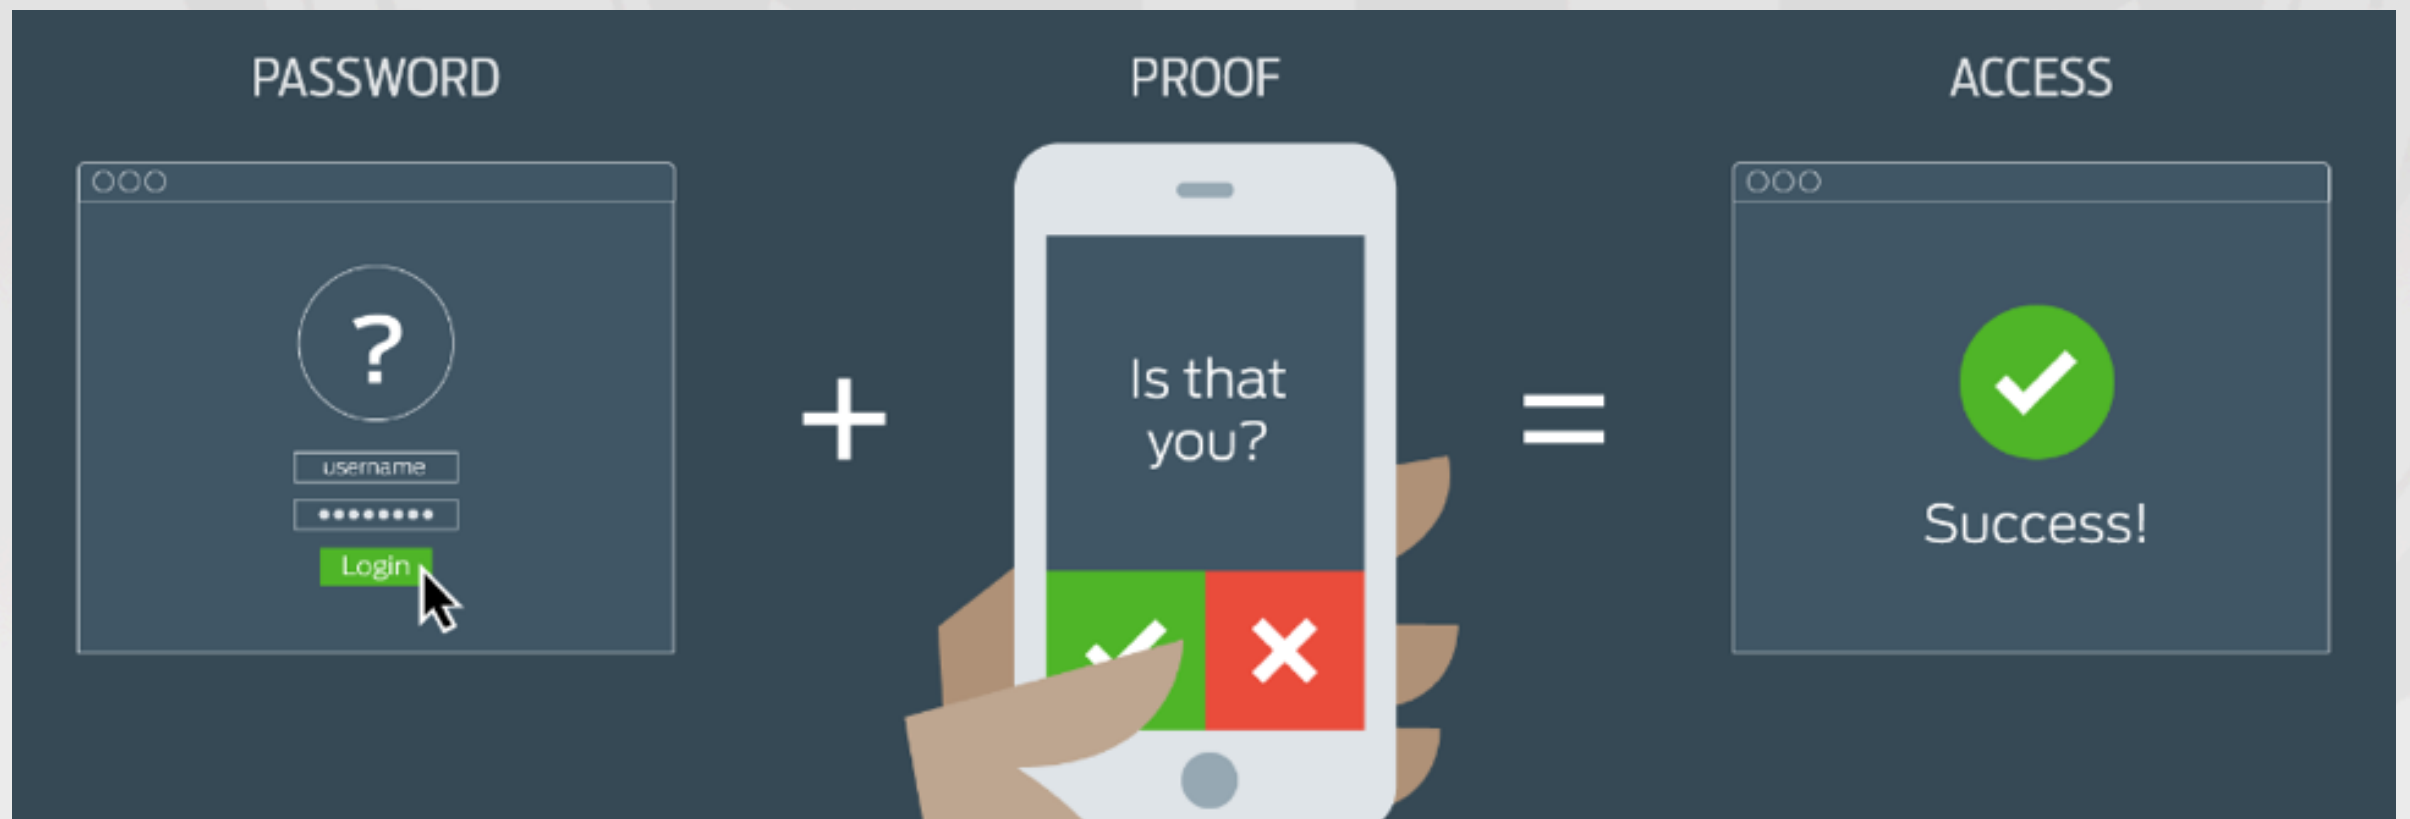 PASSWORD
PROOF
ACCESS
?
username
Login
+
Is that
you?
=
Success!